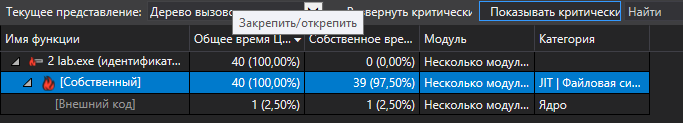 Текущее представление: Дерево вызово Развернуть критически Показывать критически Найти
Закрепить/открепить
Имя функции Общее время Ц... Собственное вре... Модуль Категория
2 lab.exe (идентификат... 40 (100,00%) 0 (0,00%) Несколько модул...
[Собственный] 40 (100,00%) 39 (97,50%) Несколько модул... JIT | Файловая си...
[Внешний код] 1 (2,50%) 1 (2,50%) Несколько модул... Ядро